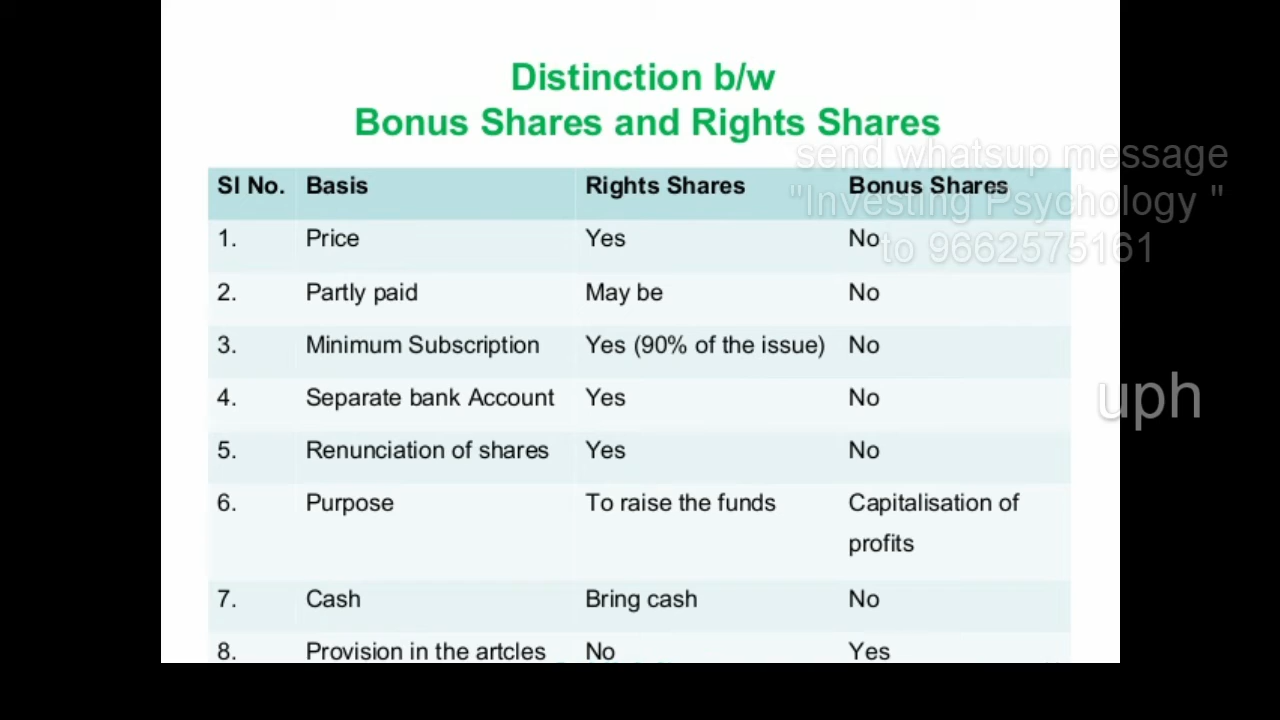 Distinction b/w
Bonus Shares and Rights Shares
send whatsup message
"Investing Psychology "
to 9662575161
Sl No. Basis Rights Shares Bonus Shares
1. Price Yes No
2. Partly paid May be No
3. Minimum Subscription Yes (90% of the issue) No
4. Separate bank Account Yes No
uph
5. Renunciation of shares Yes No
6. Purpose To raise the funds Capitalisation of
profits
7. Cash Bring cash No
8. Provision in the artcles No Yes